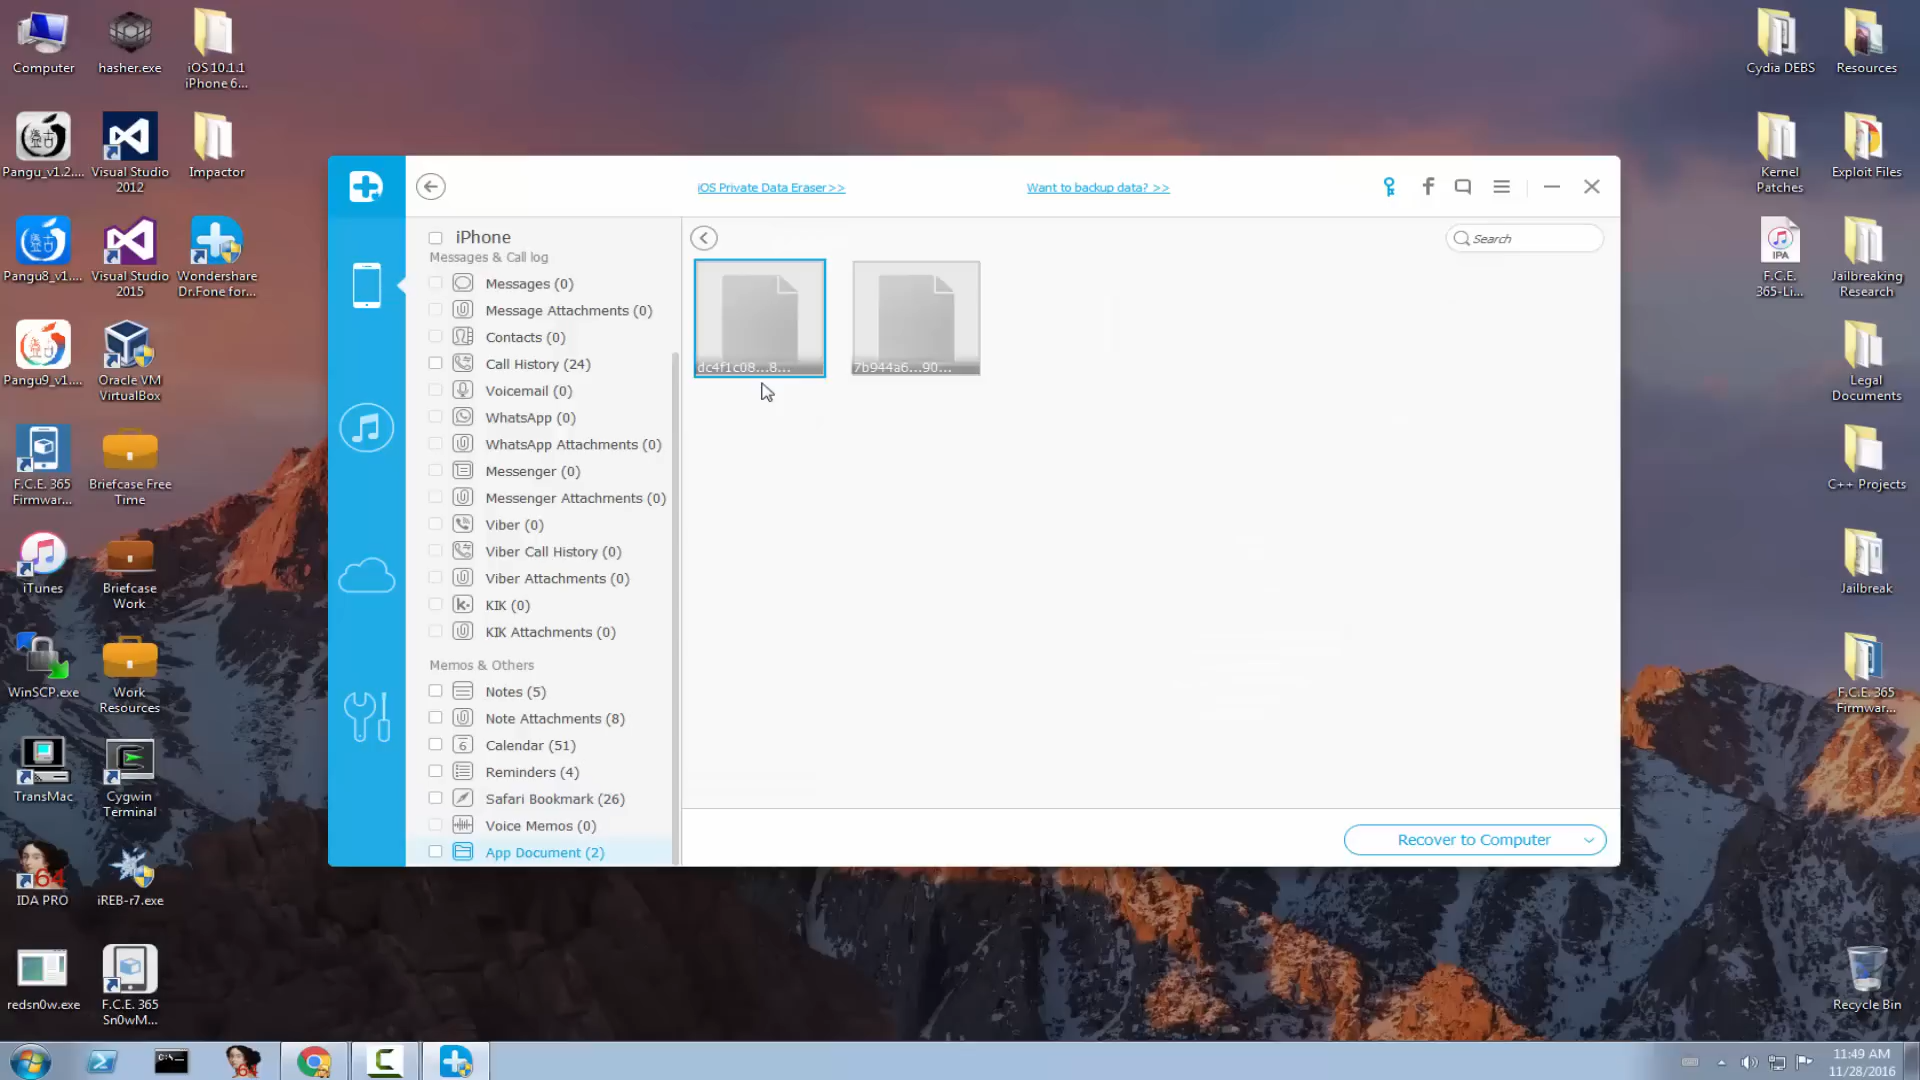 Computer
hasher.exe
iOS 10.1.1
iPhone 6...
Pangu_v1.2....
Visual Studio
2012
Impactor
Pangu8_v1....
Visual Studio
2015
Wondershare
Dr.Fone for...
Pangu9_v1....
Oracle VM
VirtualBox
F.C.E. 365
Firmwar...
Briefcase Free
Time
iTunes
Briefcase
Work
WinSCP.exe
Work
Resources
TransMac
Cygwin
Terminal
64
IDA PRO
iREB-r7.exe
redsn0w.exe
F.C.E. 365
Sn0wM...
iOS Private Data Eraser>>
Want to backup data? >>
iPhone
Messages & Call log
Messages (0)
Message Attachments (0)
Contacts (0)
Call History (24)
Voicemail (0)
WhatsApp (0)
WhatsApp Attachments (0)
Messenger (0)
Messenger Attachments (0)
Viber (0)
Viber Call History (0)
Viber Attachments (0)
KIK (0)
KIK Attachments (0)
Memos & Others
Notes (5)
Note Attachments (8)
6
Calendar (51)
Reminders (4)
Safari Bookmark (26)
Voice Memos (0)
App Document (2)
Search
dc4f1c08...8...
7b944a6...90...
Recover to Computer
Cydia DEBS
Resources
Kernel
Patches
Exploit Files
IPA
F.C.E.
365-Li...
Jailbreaking
Research
Legal
Documents
C++ Projects
Jailbreak
F.C.E. 365
Firmwar...
Recycle Bin
C:\_
64
11:49 AM
11/28/2016